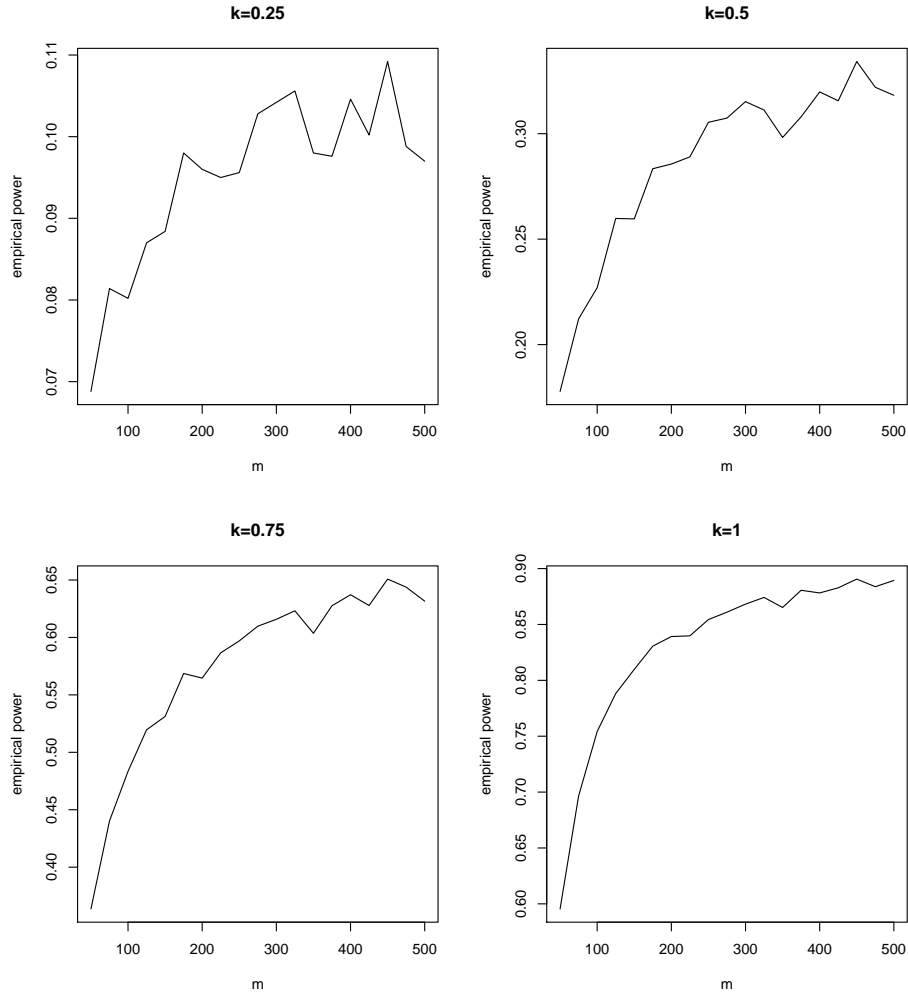 k=0.25
0.11
0.10
0.09
0.08
0.07
empirical power
100 200 300 400 500
m
k=0.5
0.30
0.25
0.20
empirical power
100 200 300 400 500
m
k=0.75
0.65
0.60
0.55
0.50
0.45
0.40
empirical power
100 200 300 400 500
m
k=1
0.90
0.85
0.80
0.75
0.70
0.65
0.60
empirical power
100 200 300 400 500
m